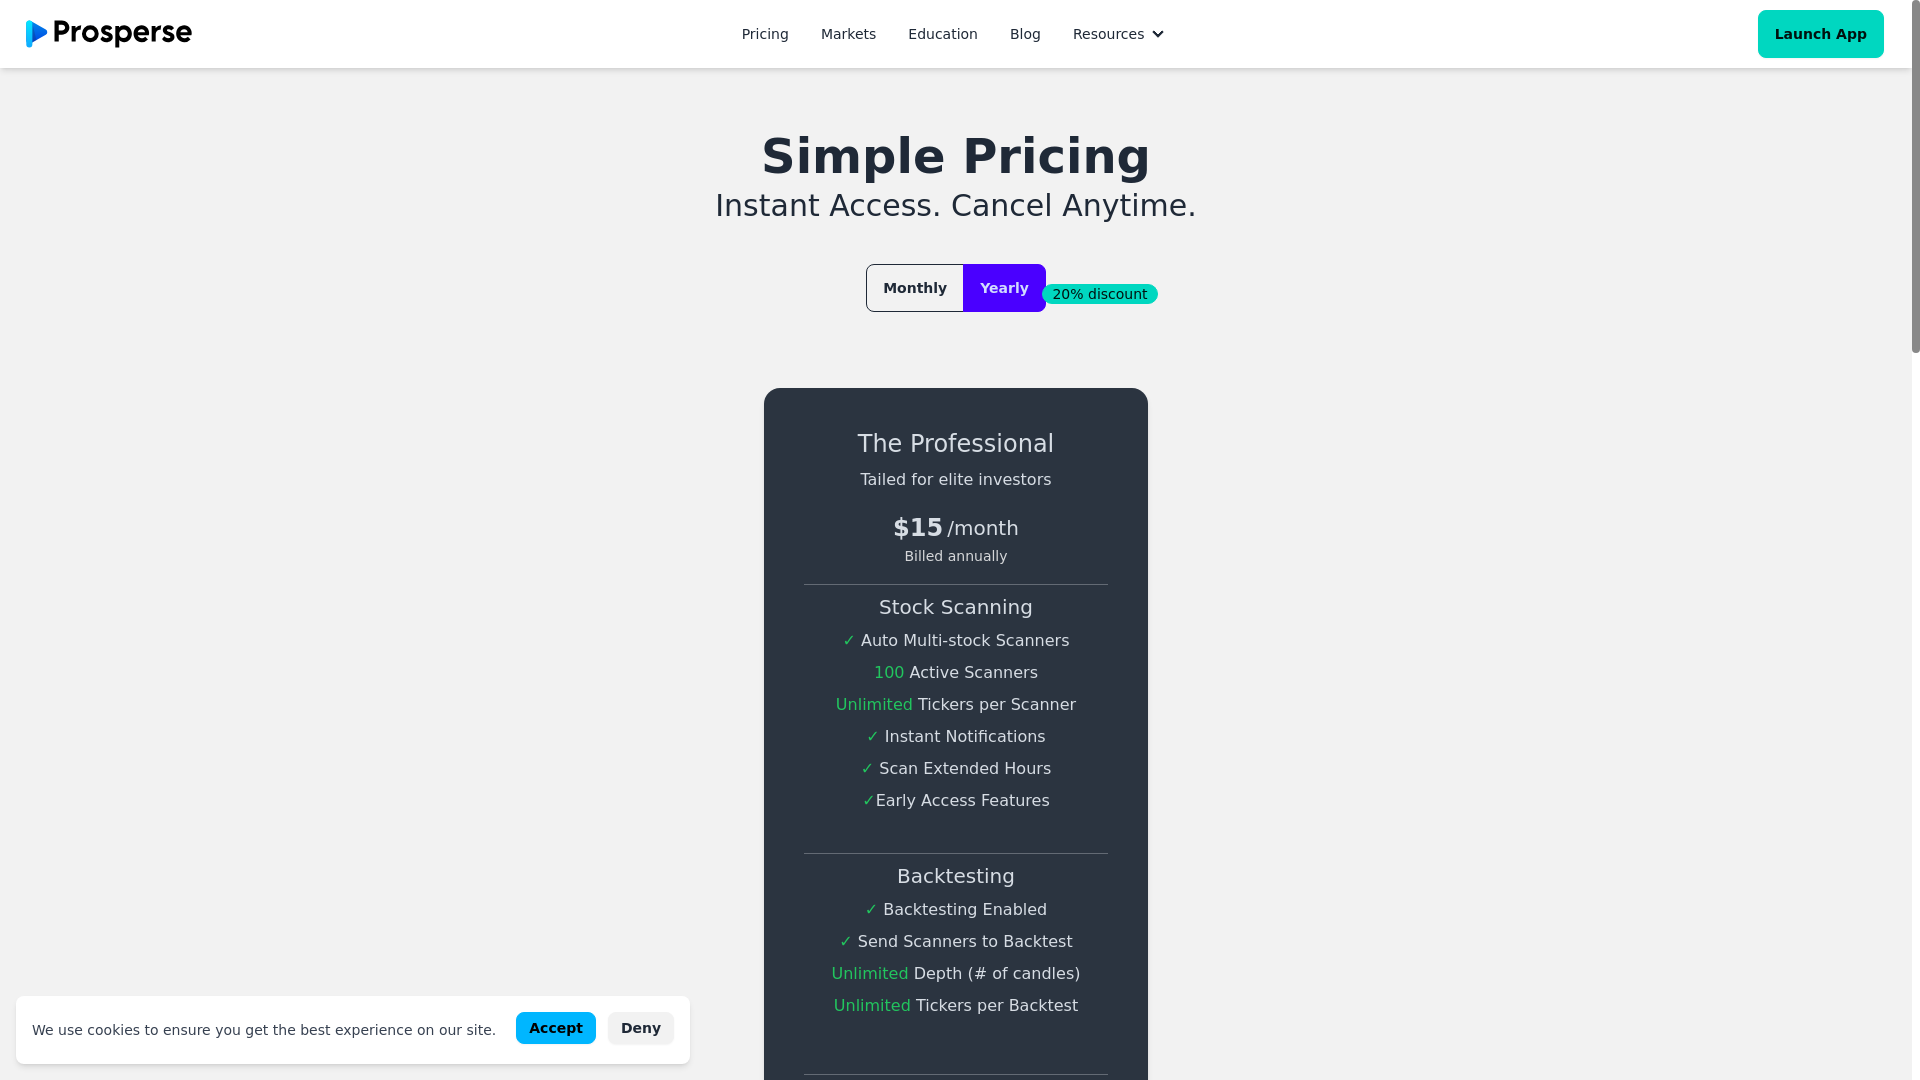 Prosperse
Pricing
Markets
Education
Blog
Resources
Launch App
Simple Pricing
Instant Access. Cancel Anytime.
Monthly
Yearly
20% discount
The Professional
Tailed for elite investors
$15 /month
Billed annually
Stock Scanning
✓ Auto Multi-stock Scanners
100 Active Scanners
Unlimited Tickers per Scanner
✓ Instant Notifications
✓ Scan Extended Hours
✓Early Access Features
Backtesting
✓ Backtesting Enabled
✓ Send Scanners to Backtest
Unlimited Depth (# of candles)
Unlimited Tickers per Backtest
We use cookies to ensure you get the best experience on our site.
Accept
Deny